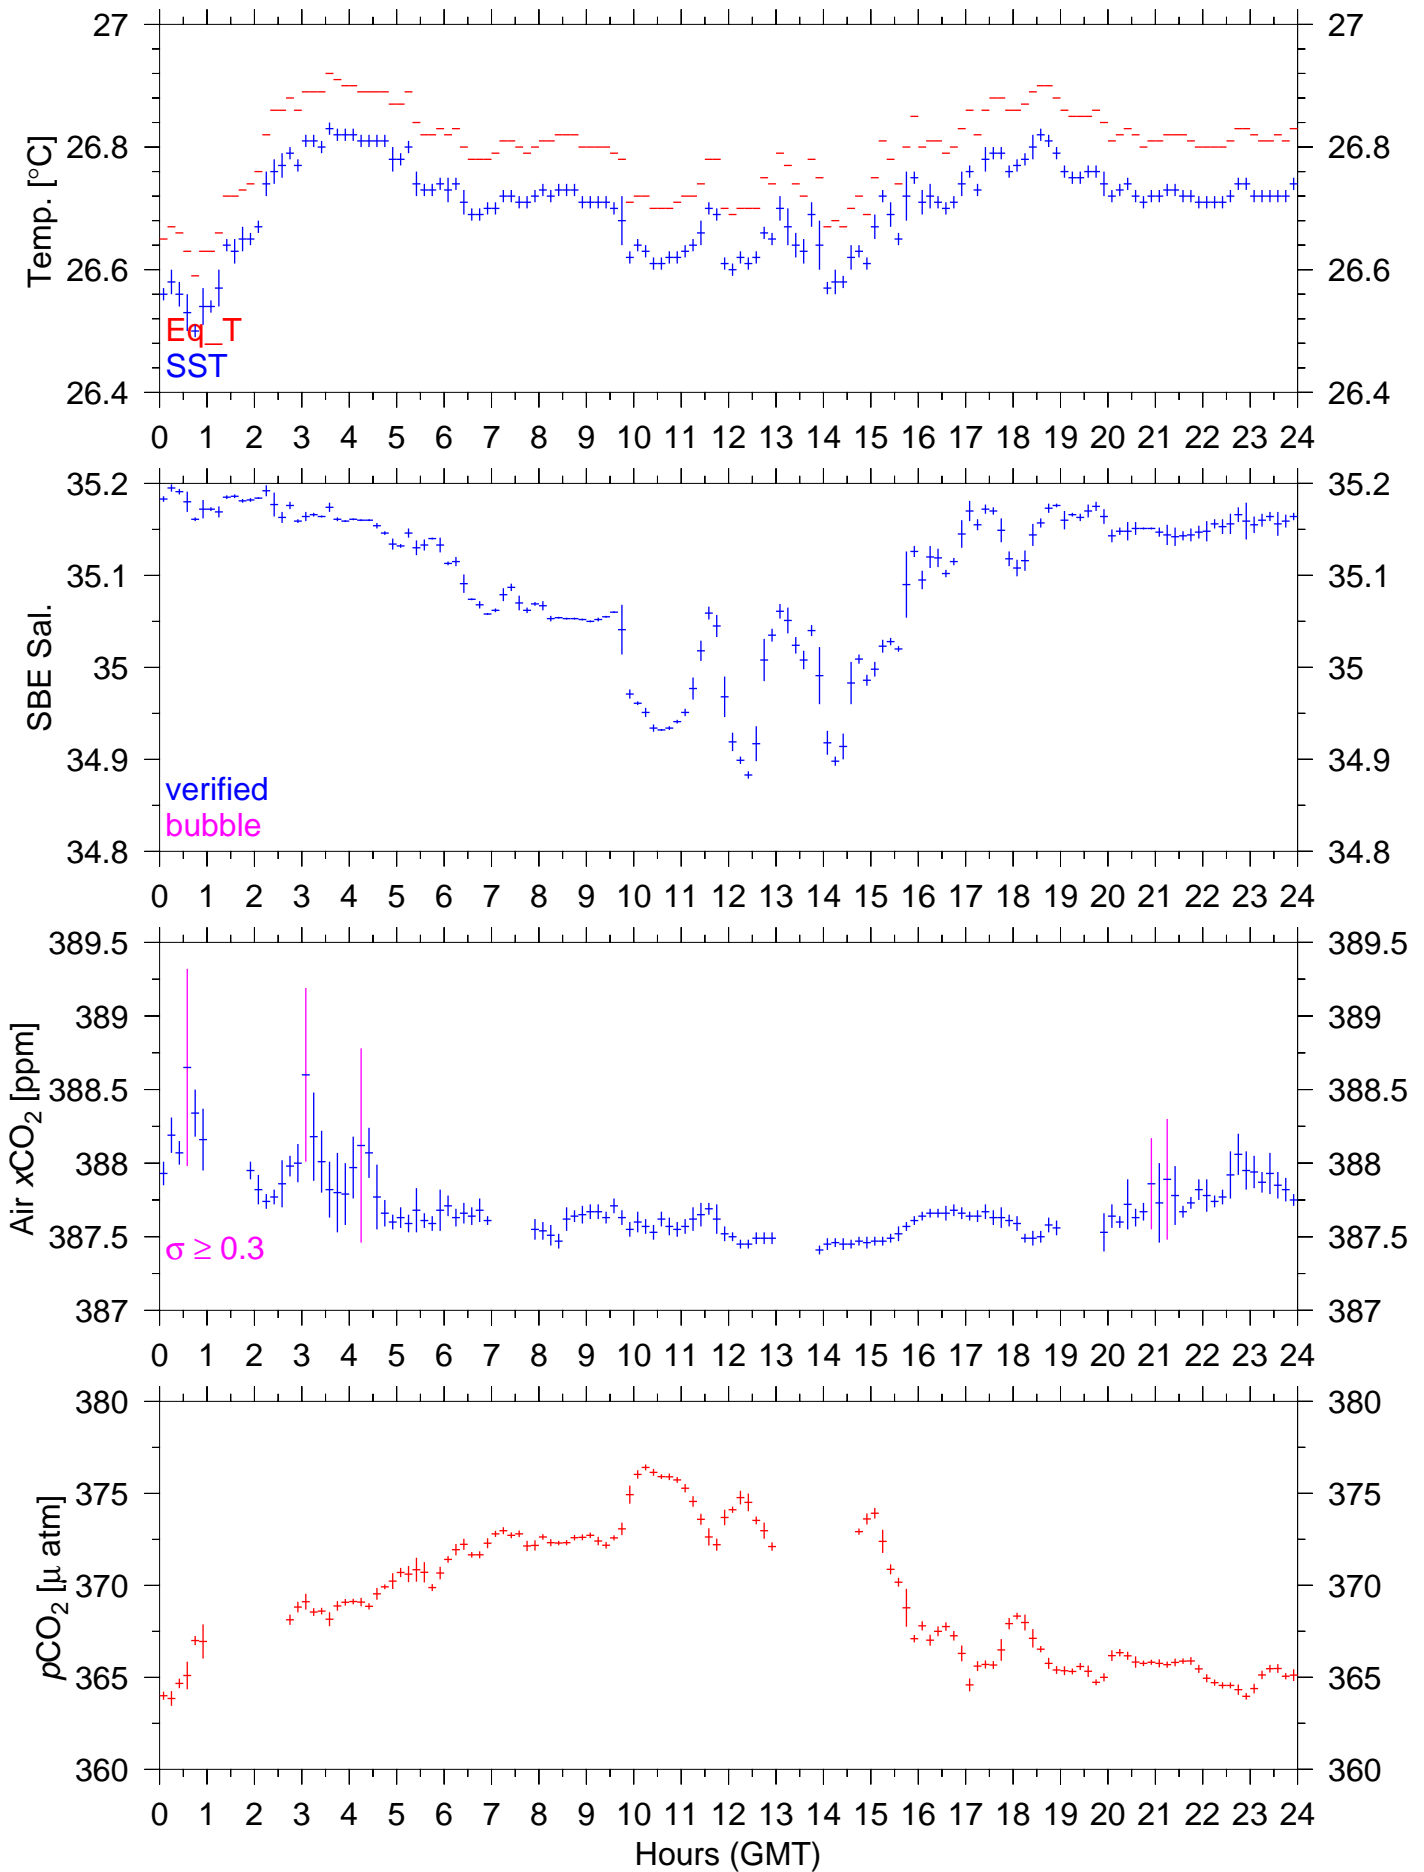 27 27
26.8 26.8
26.6 26.6
26.4 26.4
Temp. [°C]
Eq_T
SST
0 1 2 3 4 5 6 7 8 9 10 11 12 13 14 15 16 17 18 19 20 21 22 23 24
35.2 35.2
35.1 35.1
35 35
34.9 34.9
34.8 34.8
SBE Sal.
verified
bubble
0 1 2 3 4 5 6 7 8 9 10 11 12 13 14 15 16 17 18 19 20 21 22 23 24
389.5 389.5
389 389
388.5 388.5
388 388
387.5 387.5
387 387
Air xCO₂ [ppm]
σ ≥ 0.3
0 1 2 3 4 5 6 7 8 9 10 11 12 13 14 15 16 17 18 19 20 21 22 23 24
380 380
375 375
370 370
365 365
360 360
pCO₂ [μ atm]
0 1 2 3 4 5 6 7 8 9 10 11 12 13 14 15 16 17 18 19 20 21 22 23 24
Hours (GMT)